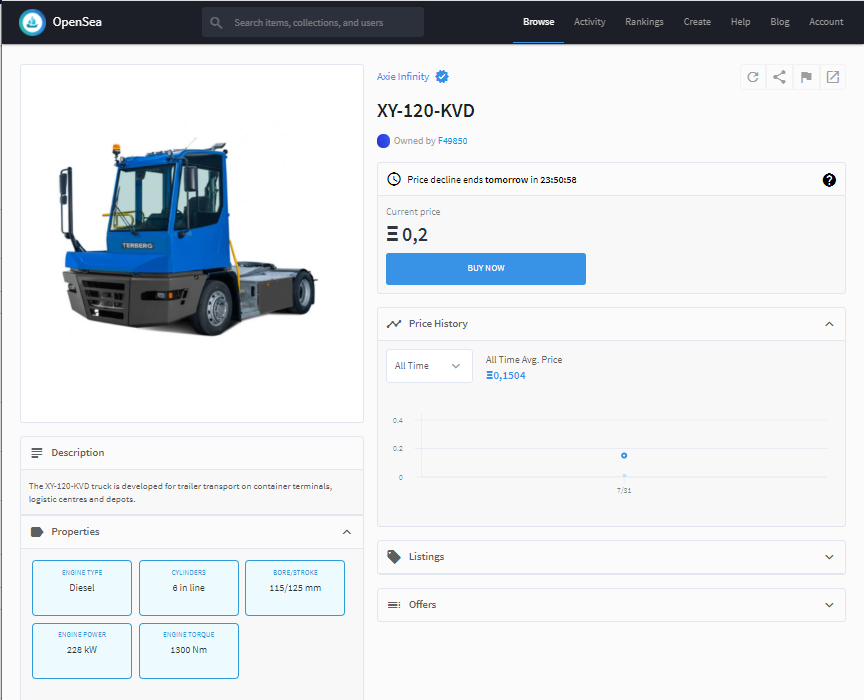 OpenSea
Search items, collections, and users
Browse
Activity
Rankings
Create
Help
Blog
Account
TERBERG
Description
The XY-120-KVD truck is developed for trailer transport on container terminals,
logistic centres and depots.
Properties
ENGINE TYPE
Diesel
CYLINDERS
6 in line
BORE/STROKE
115/125 mm
ENGINE POWER
228 kW
ENGINE TORQUE
1300 Nm
Axie Infinity
XY-120-KVD
Owned by F49850
Price decline ends tomorrow in 23:50:58
?
Current price
Ξ 0,2
BUY NOW
Price History
All Time
All Time Avg. Price
Ξ0,1504
0.4
0.2
0
7/31
Listings
Offers